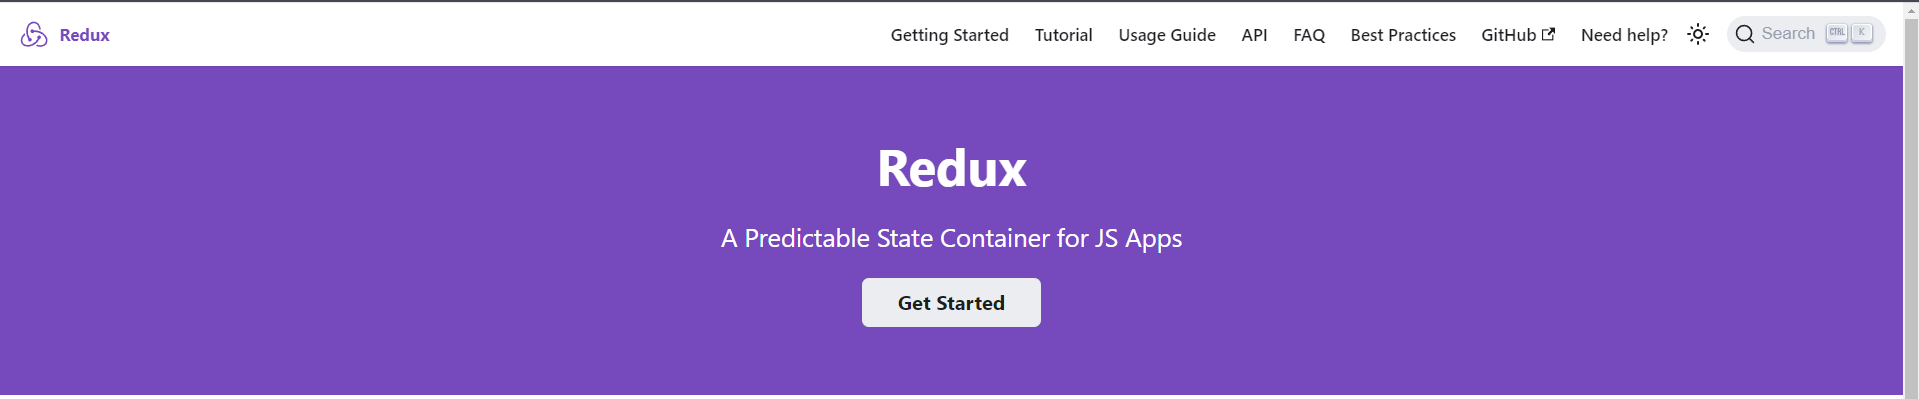 Redux Getting Started Tutorial Usage Guide API FAQ Best Practices GitHub Need help? Search CTRL K
Redux
A Predictable State Container for JS Apps
Get Started